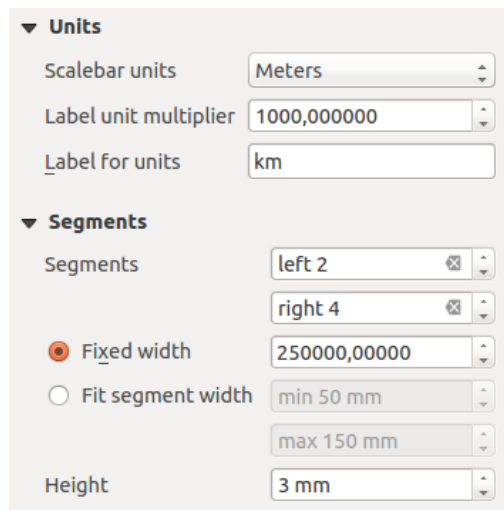 Units
Scalebar units Meters
Label unit multiplier 1000,000000
Label for units km
Segments
Segments left 2
right 4
Fixed width 250000,00000
Fit segment width min 50 mm
max 150 mm
Height 3 mm